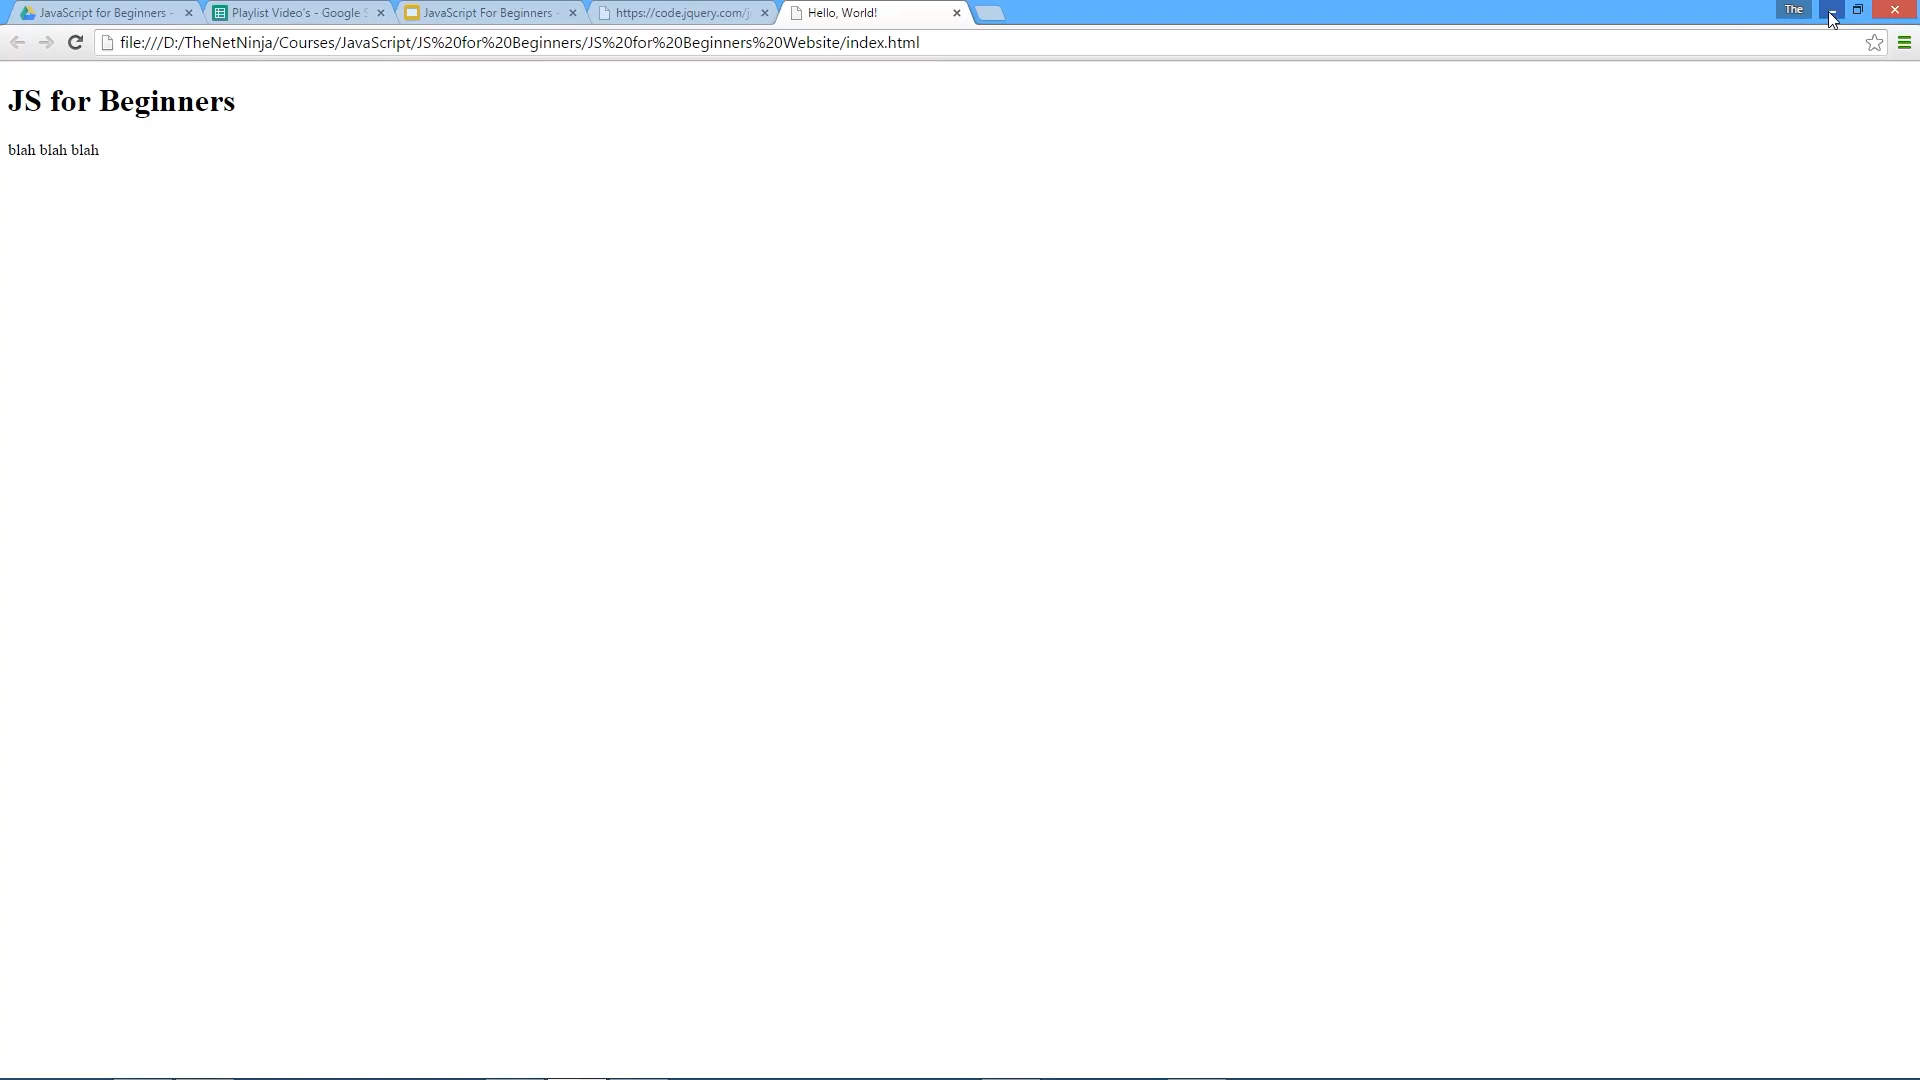 JavaScript for Beginners -
Playlist Video's - Google
JavaScript For Beginners -
https://code.jquery.com/j
Hello, World!
The
file:///D:/TheNetNinja/Courses/JavaScript/JS%20for%20Beginners/JS%20for%20Beginners%20Website/index.html
JS for Beginners
blah blah blah